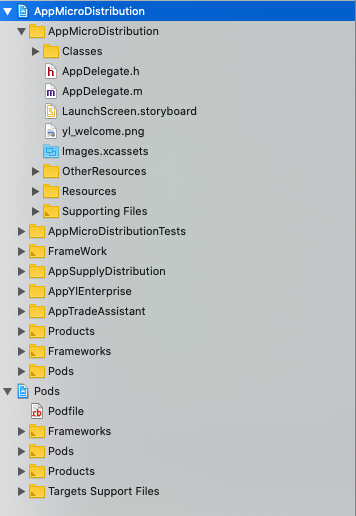 AppMicroDistribution
AppMicroDistribution
Classes
h AppDelegate.h
m AppDelegate.m
LaunchScreen.storyboard
yl_welcome.png
Images.xcassets
OtherResources
Resources
Supporting Files
AppMicroDistributionTests
FrameWork
AppSupplyDistribution
AppYlEnterprise
AppTradeAssistant
Products
Frameworks
Pods
Pods
rb Podfile
Frameworks
Pods
Products
Targets Support Files